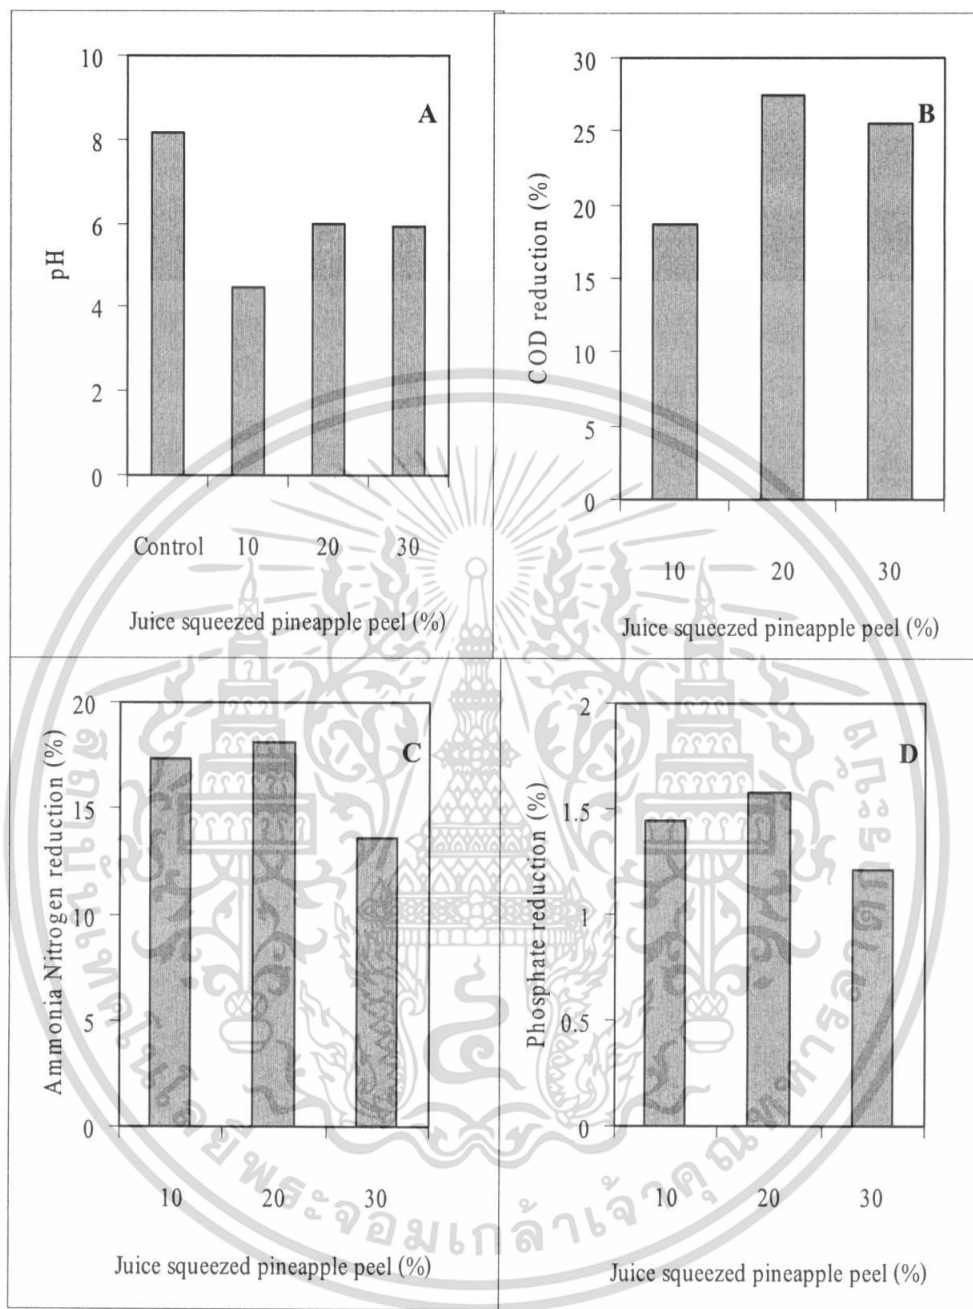 A
pH
10
8
6
4
2
0
Control 10 20 30
Juice squeezed pineapple peel (%)
B
COD reduction (%)
30
25
20
15
10
5
0
10 20 30
Juice squeezed pineapple peel (%)
C
Ammonia Nitrogen reduction (%)
20
15
10
5
0
10 20 30
Juice squeezed pineapple peel (%)
D
Phosphate reduction (%)
2
1.5
1
0.5
0
10 20 30
Juice squeezed pineapple peel (%)